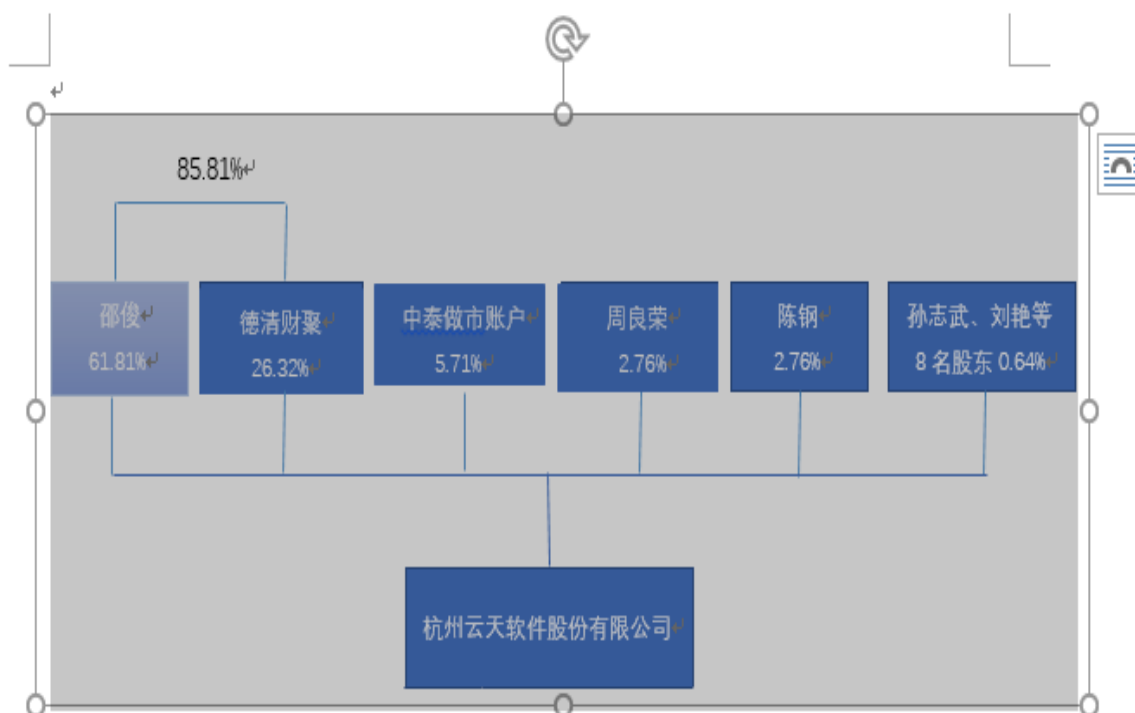 85.81%
邵俊
61.81%
德清财聚
26.32%
中泰做市账户
5.71%
周良荣
2.76%
陈钢
2.76%
孙志武、刘艳等
8 名股东 0.64%
杭州云天软件股份有限公司